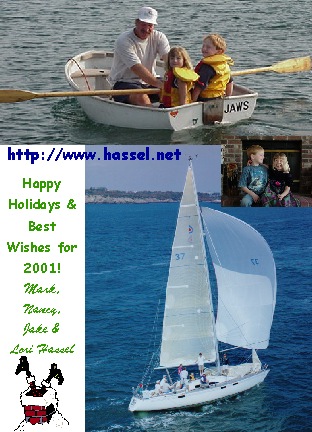 JAWS
http://www.hassel.net
Happy
Holidays &
Best
Wishes for
2001!
Mark,
Nancy,
Jake &
Lori Hassel
37